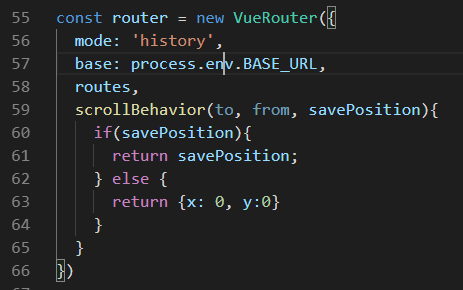 55 const router = new VueRouter({
56   mode: 'history',
57   base: process.env.BASE_URL,
58   routes,
59   scrollBehavior(to, from, savePosition){
60     if(savePosition){
61       return savePosition;
62     } else {
63       return {x: 0, y:0}
64     }
65   }
66 })